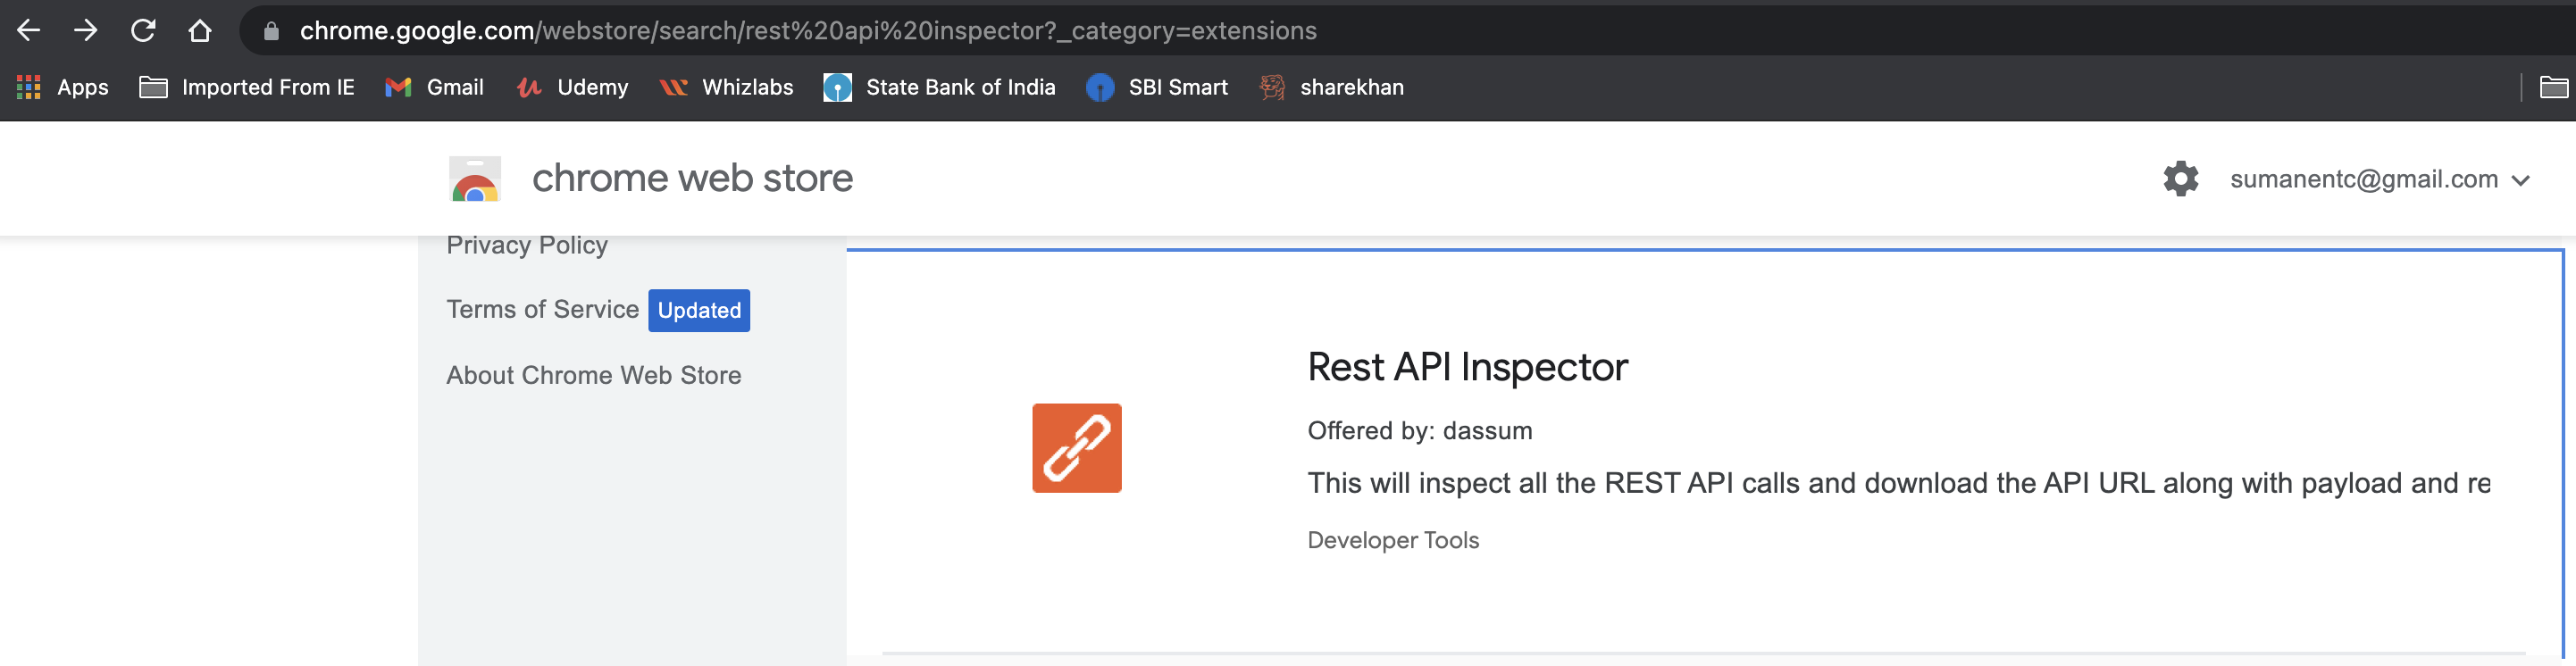 chrome.google.com/webstore/search/rest%20api%20inspector?_category=extensions
Apps Imported From IE Gmail Udemy Whizlabs State Bank of India SBI Smart sharekhan
chrome web store
sumanentc@gmail.com
Privacy Policy
Terms of Service Updated
About Chrome Web Store
Rest API Inspector
Offered by: dassum
This will inspect all the REST API calls and download the API URL along with payload and re
Developer Tools